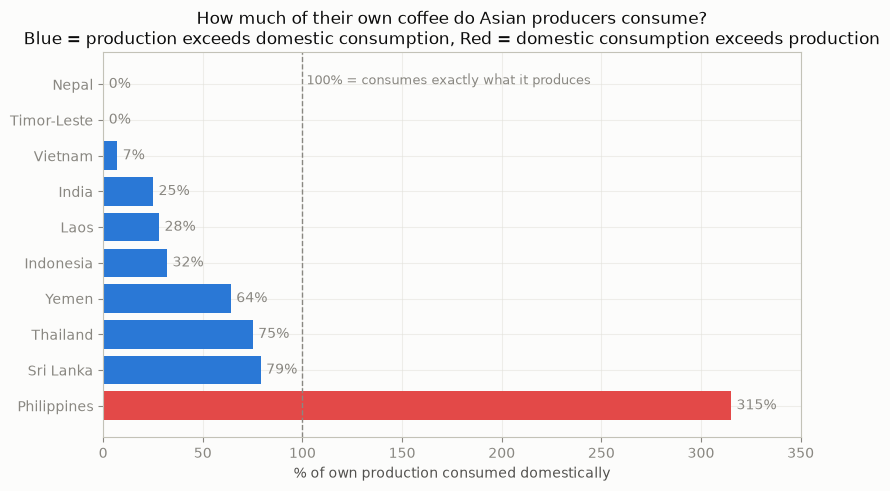 How much of their own coffee do Asian producers consume?
Blue = production exceeds domestic consumption, Red = domestic consumption exceeds production
100% = consumes exactly what it produces
Nepal 0%
Timor-Leste 0%
Vietnam 7%
India 25%
Laos 28%
Indonesia 32%
Yemen 64%
Thailand 75%
Sri Lanka 79%
Philippines 315%
0 50 100 150 200 250 300 350
% of own production consumed domestically